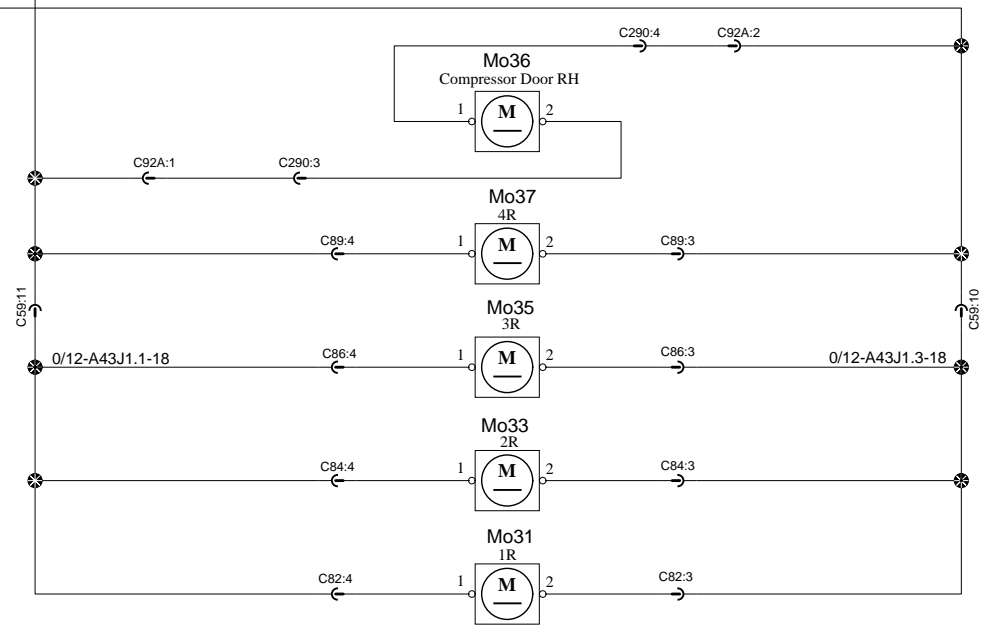 C290:4 C92A:2
Mo36
Compressor Door RH
1 M 2
C92A:1 C290:3
Mo37
4R
C89:4 1 M 2 C89:3
C59:11 C59:10
Mo35
3R
0/12-A43J1.1-18 C86:4 1 M 2 C86:3 0/12-A43J1.3-18
Mo33
2R
C84:4 1 M 2 C84:3
Mo31
1R
C82:4 1 M 2 C82:3